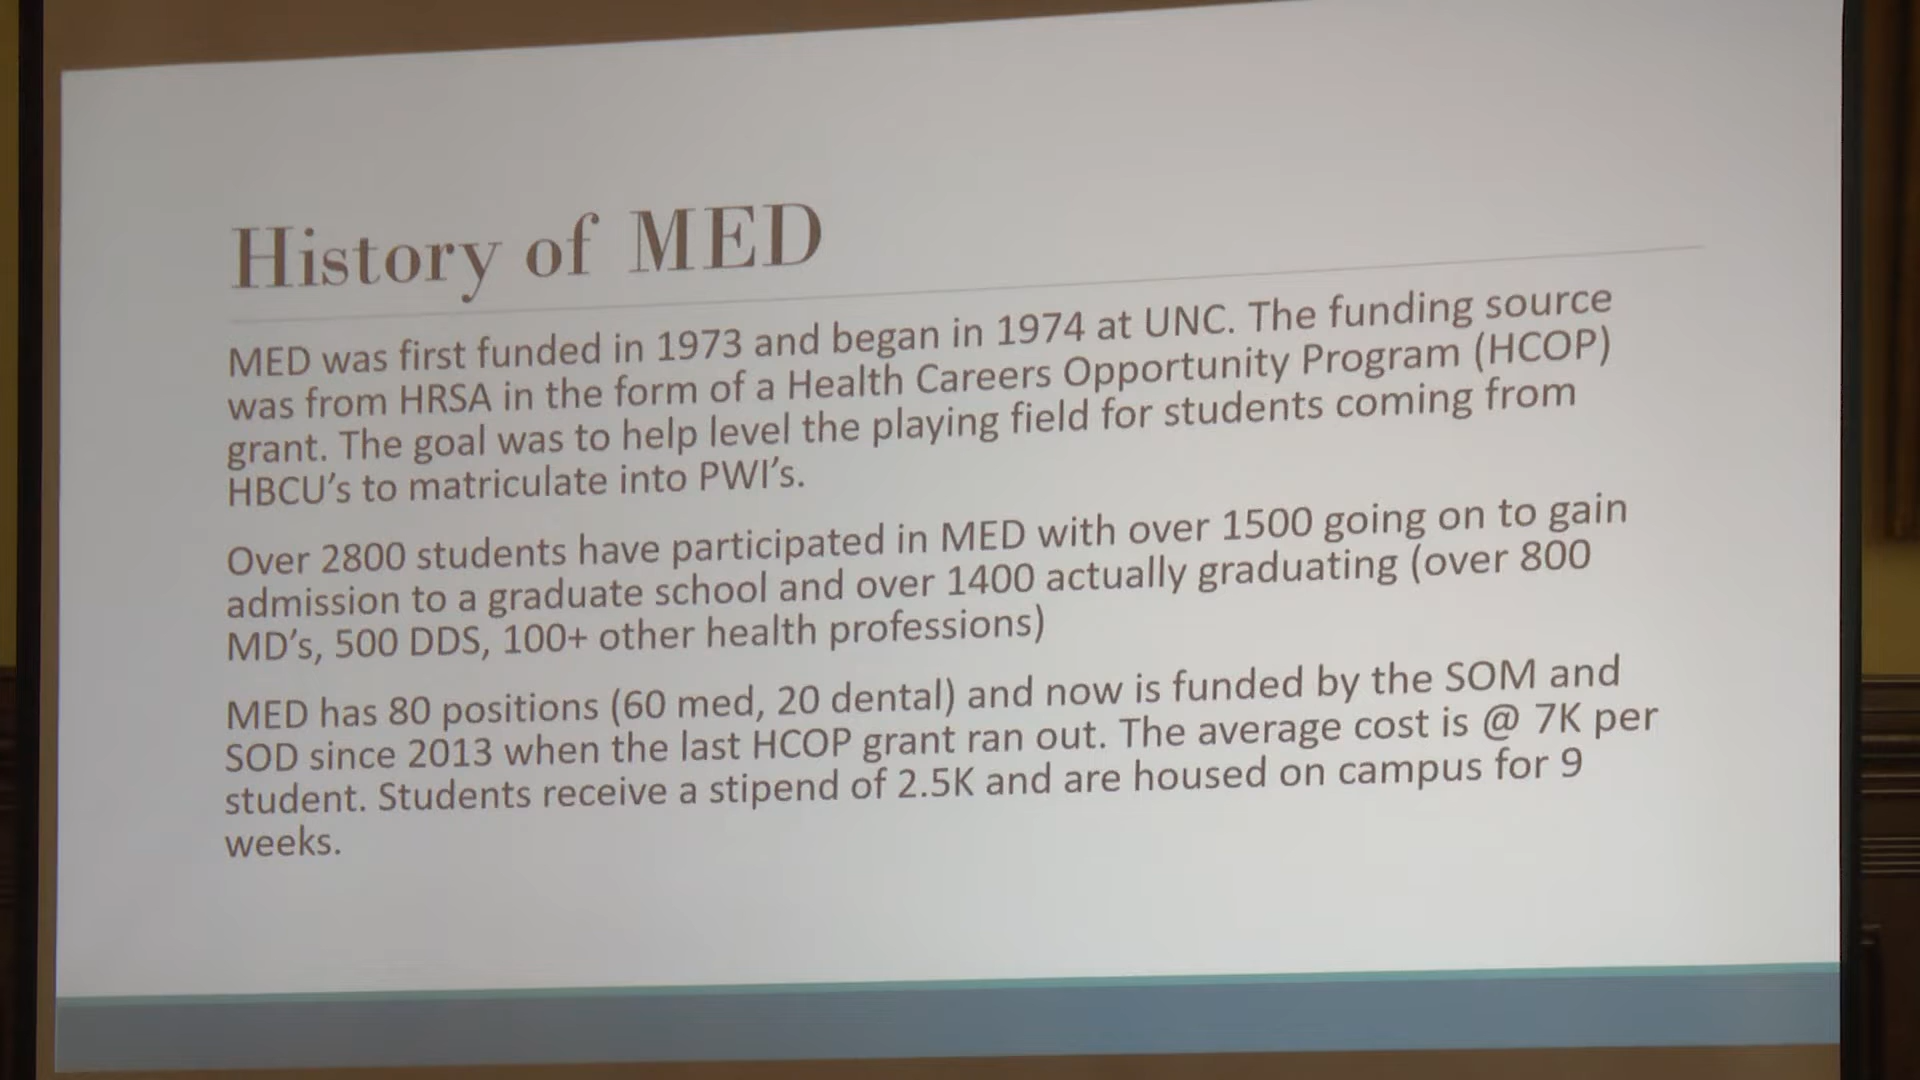 History of MED
MED was first funded in 1973 and began in 1974 at UNC. The funding source
was from HRSA in the form of a Health Careers Opportunity Program (HCOP)
grant. The goal was to help level the playing field for students coming from
HBCU's to matriculate into PWI's.
Over 2800 students have participated in MED with over 1500 going on to gain
admission to a graduate school and over 1400 actually graduating (over 800
MD's, 500 DDS, 100+ other health professions)
MED has 80 positions (60 med, 20 dental) and now is funded by the SOM and
SOD since 2013 when the last HCOP grant ran out. The average cost is @ 7K per
student. Students receive a stipend of 2.5K and are housed on campus for 9
weeks.